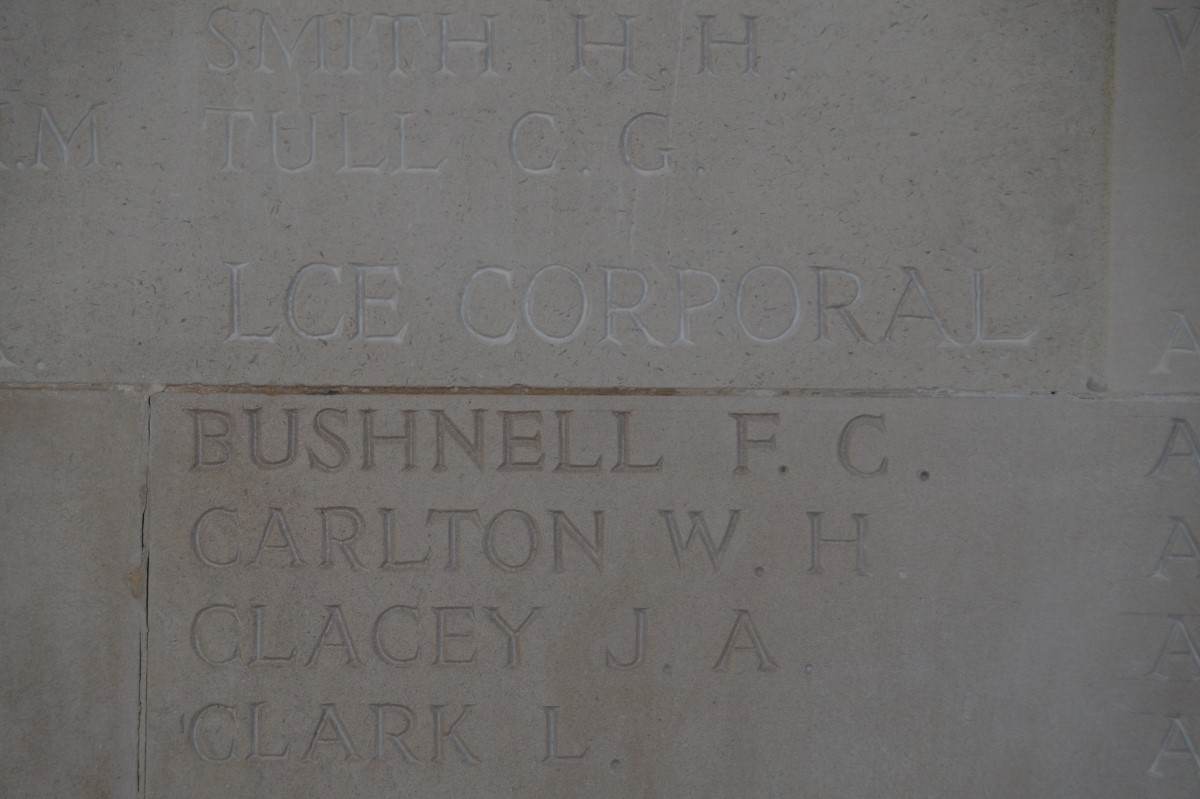 SMITH H. H.
.M. TULL C. G.
LCE CORPORAL
BUSHNELL F. C.
CARLTON W. H
CLACEY J. A.
CLARK L.